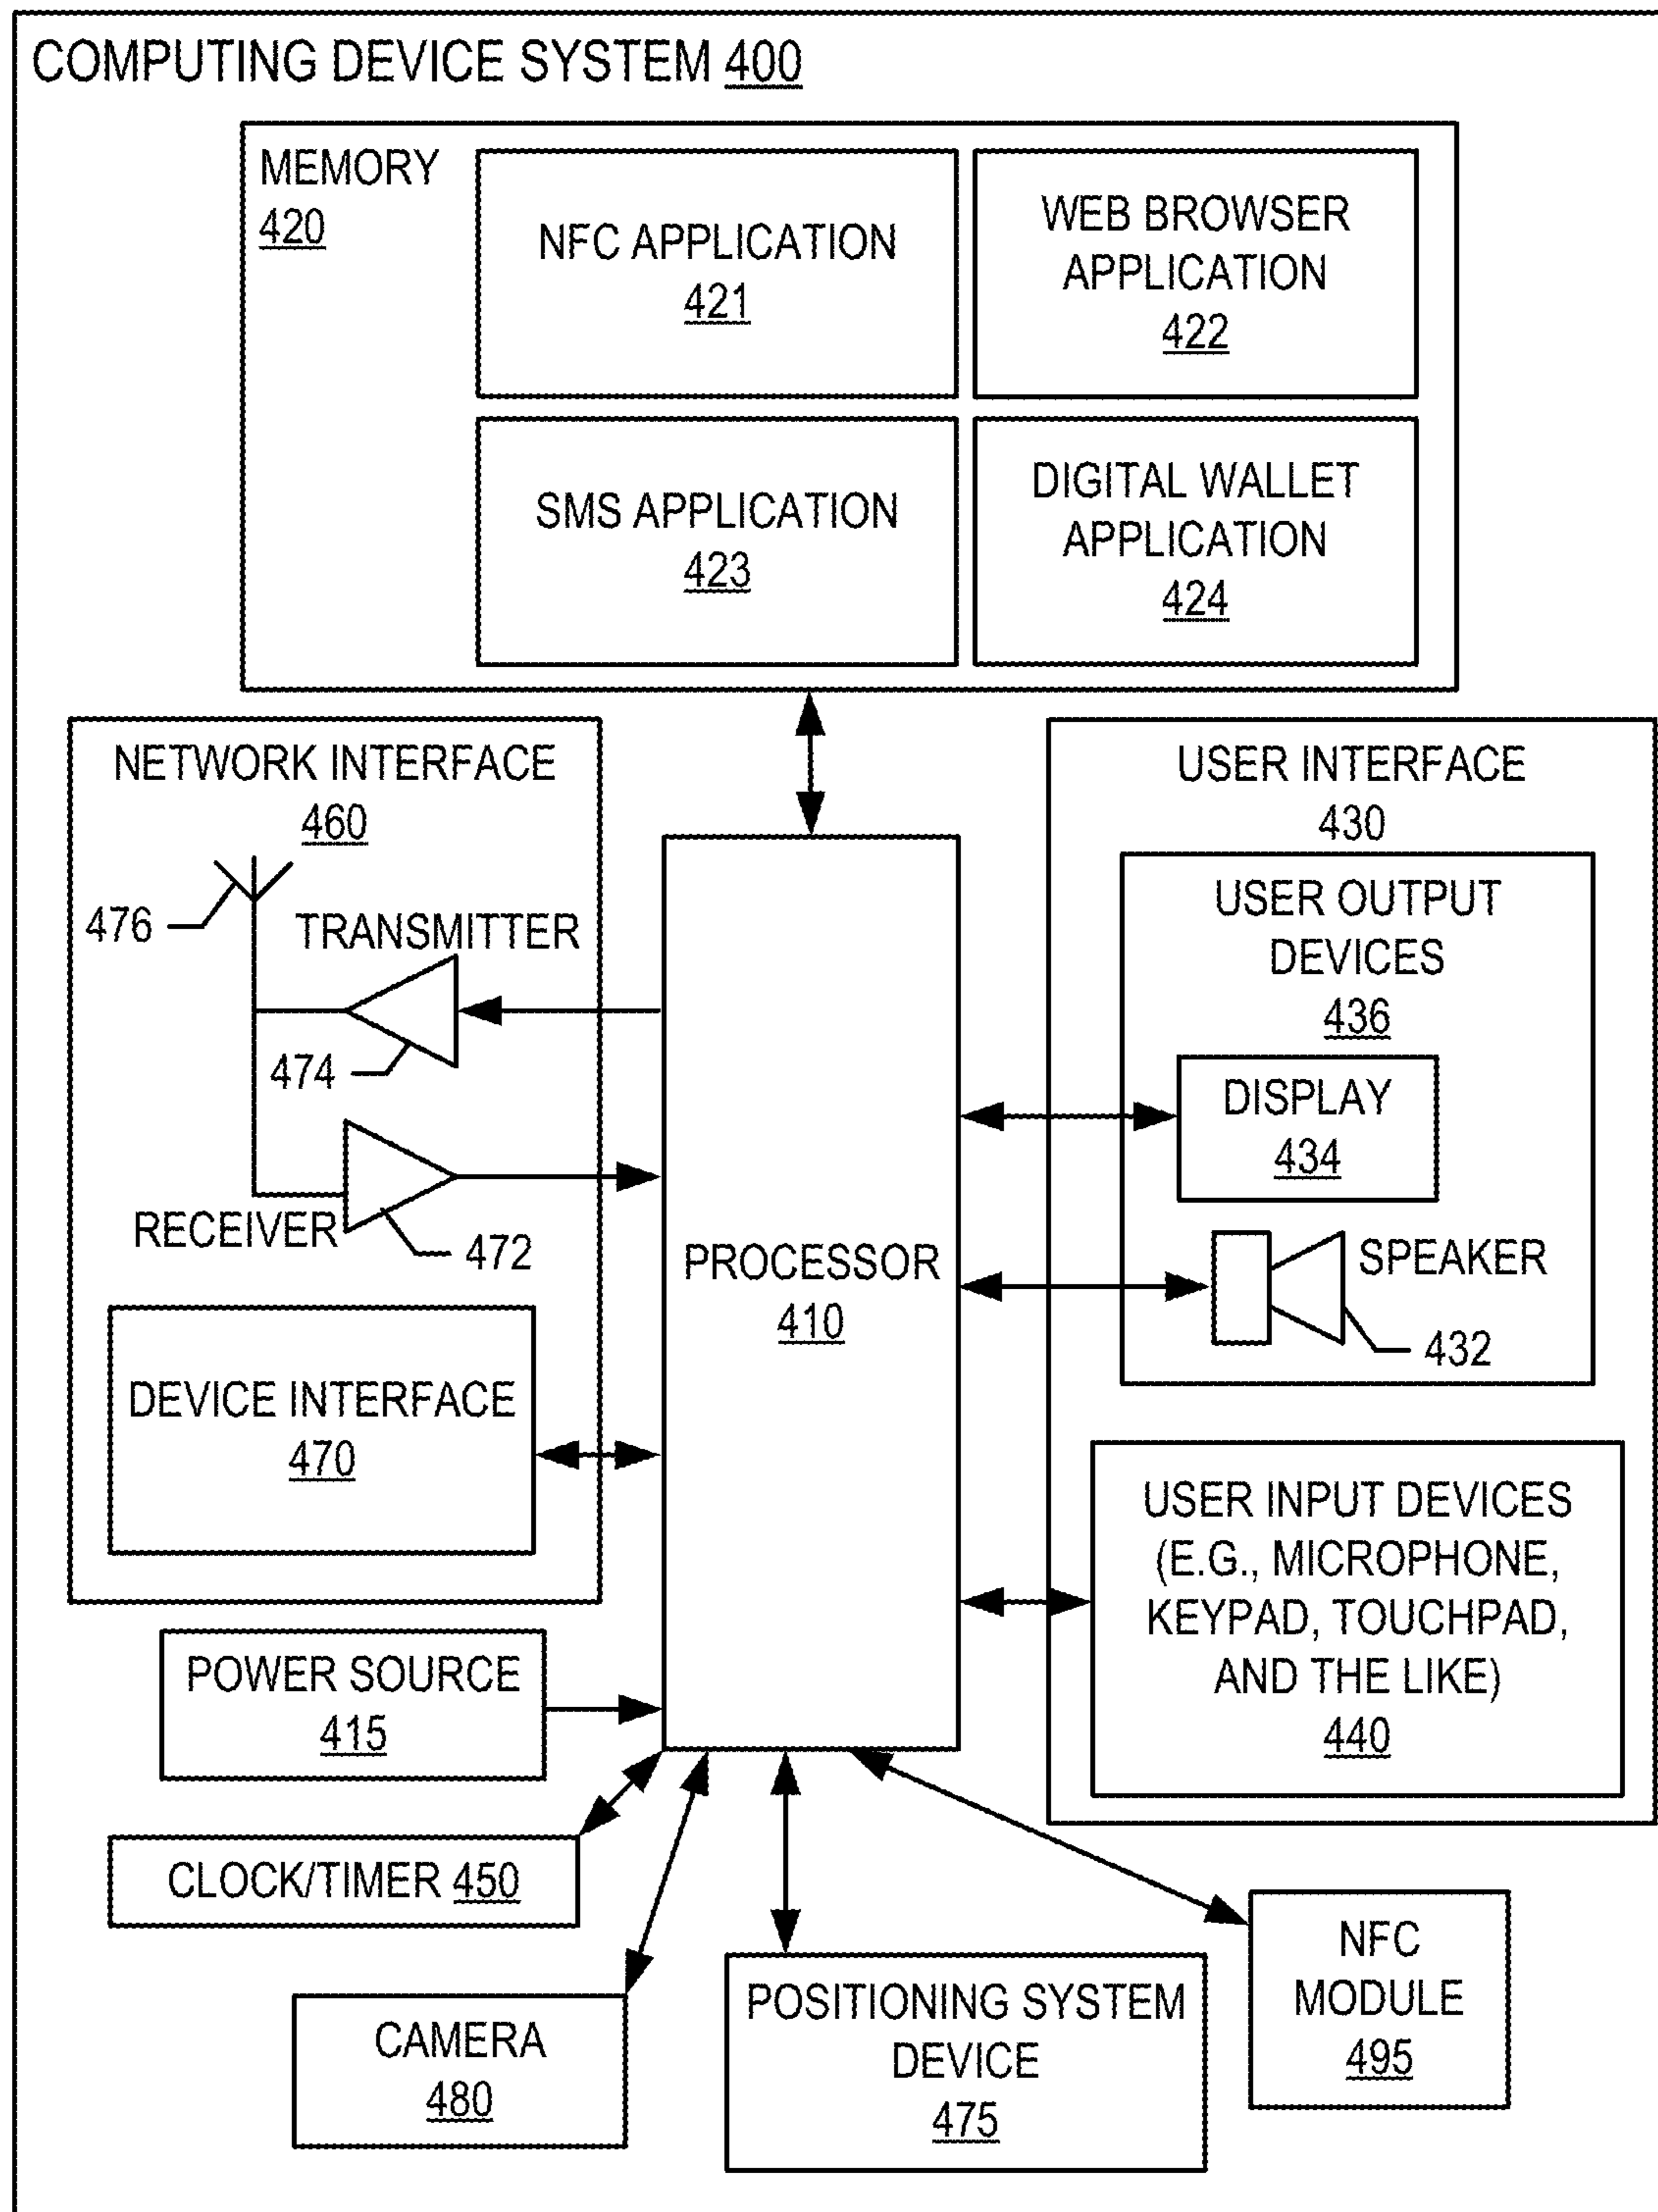 COMPUTING DEVICE SYSTEM 400
MEMORY
420
NFC APPLICATION
421
WEB BROWSER
APPLICATION
422
SMS APPLICATION
423
DIGITAL WALLET
APPLICATION
424
NETWORK INTERFACE
460
476
TRANSMITTER
474
RECEIVER
472
DEVICE INTERFACE
470
PROCESSOR
410
USER INTERFACE
430
USER OUTPUT
DEVICES
436
DISPLAY
434
SPEAKER
432
USER INPUT DEVICES
(E.G., MICROPHONE,
KEYPAD, TOUCHPAD,
AND THE LIKE)
440
POWER SOURCE
415
CLOCK/TIMER 450
CAMERA
480
POSITIONING SYSTEM
DEVICE
475
NFC
MODULE
495